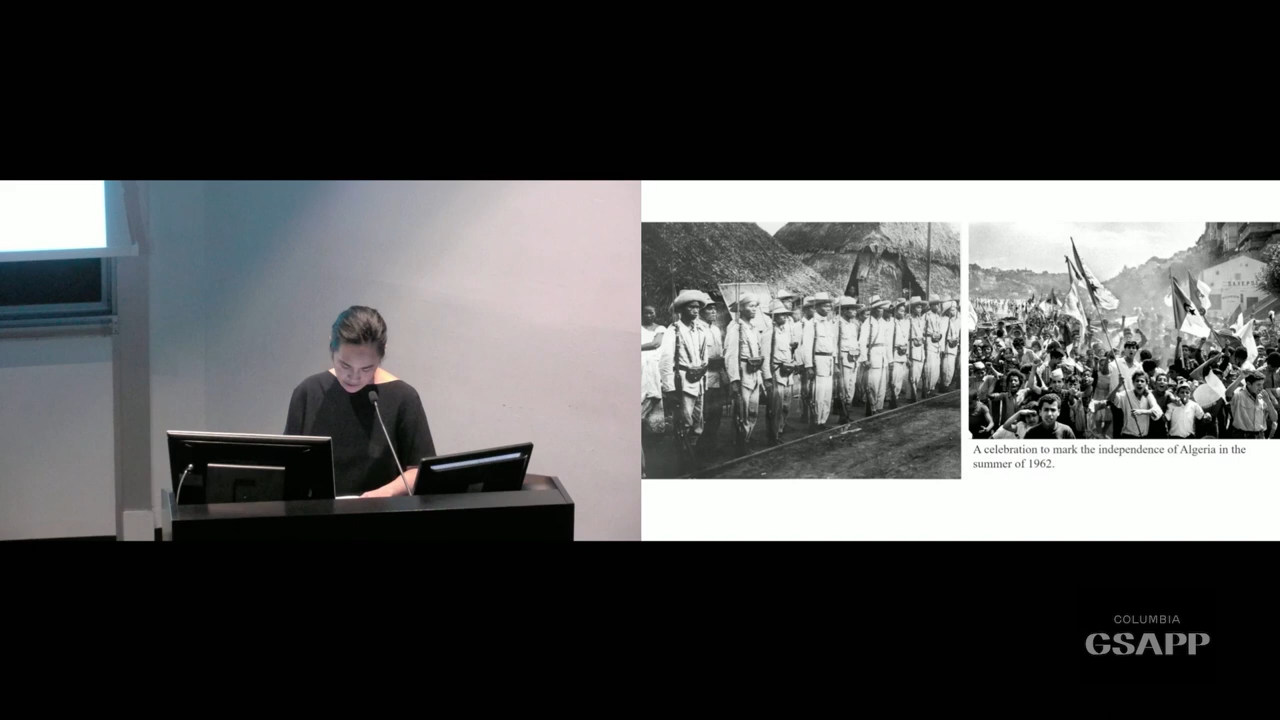 A celebration to mark the independence of Algeria in the
summer of 1962.
COLUMBIA
GSAPP